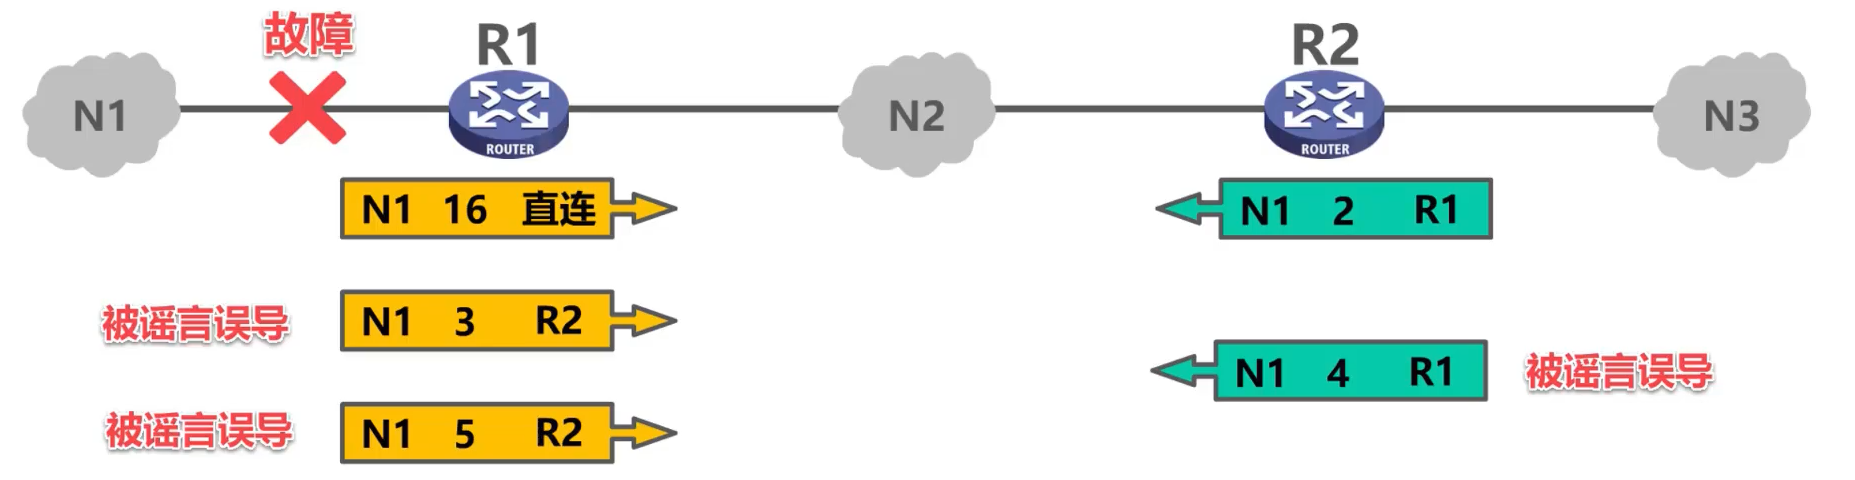 故障
R1
R2
N1
N2
N3
ROUTER
ROUTER
N1 16 直连
N1 2 R1
被谣言误导
N1 3 R2
N1 4 R1
被谣言误导
被谣言误导
N1 5 R2